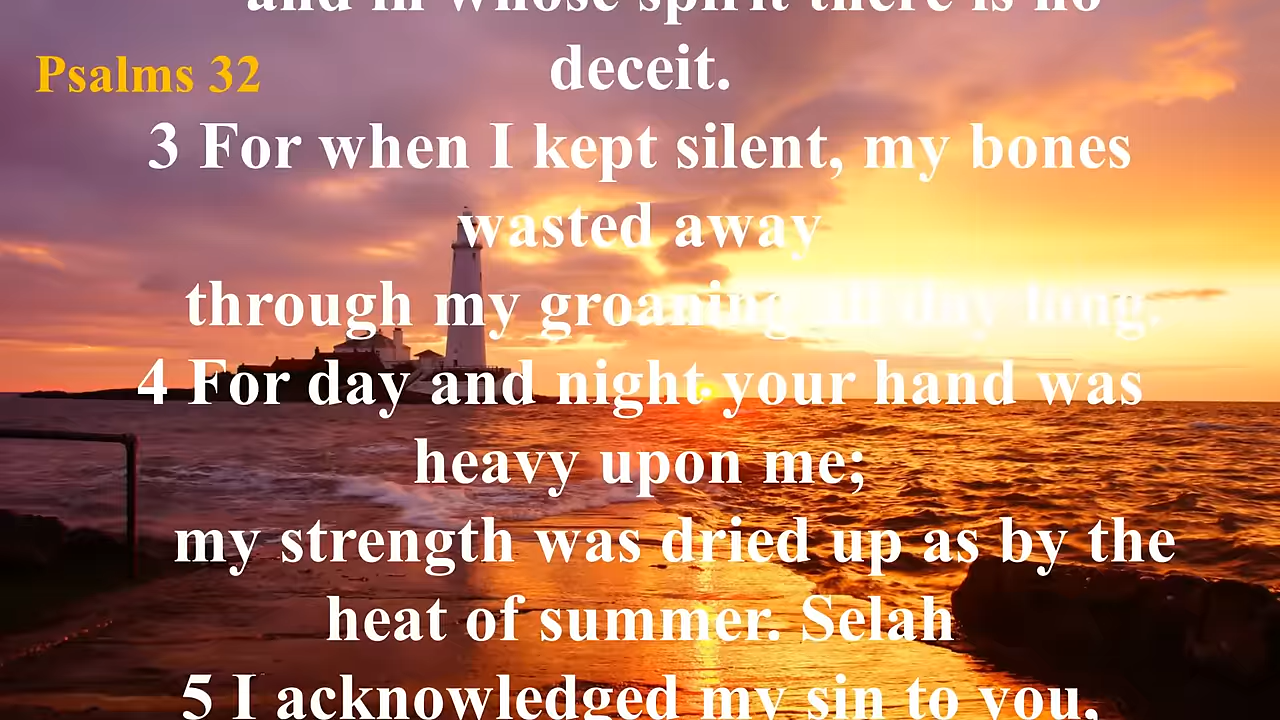 and in whose spirit there is no
deceit.
Psalms 32
3 For when I kept silent, my bones
wasted away
through my groaning all day long.
4 For day and night your hand was
heavy upon me;
my strength was dried up as by the
heat of summer. Selah
5 I acknowledged my sin to you,